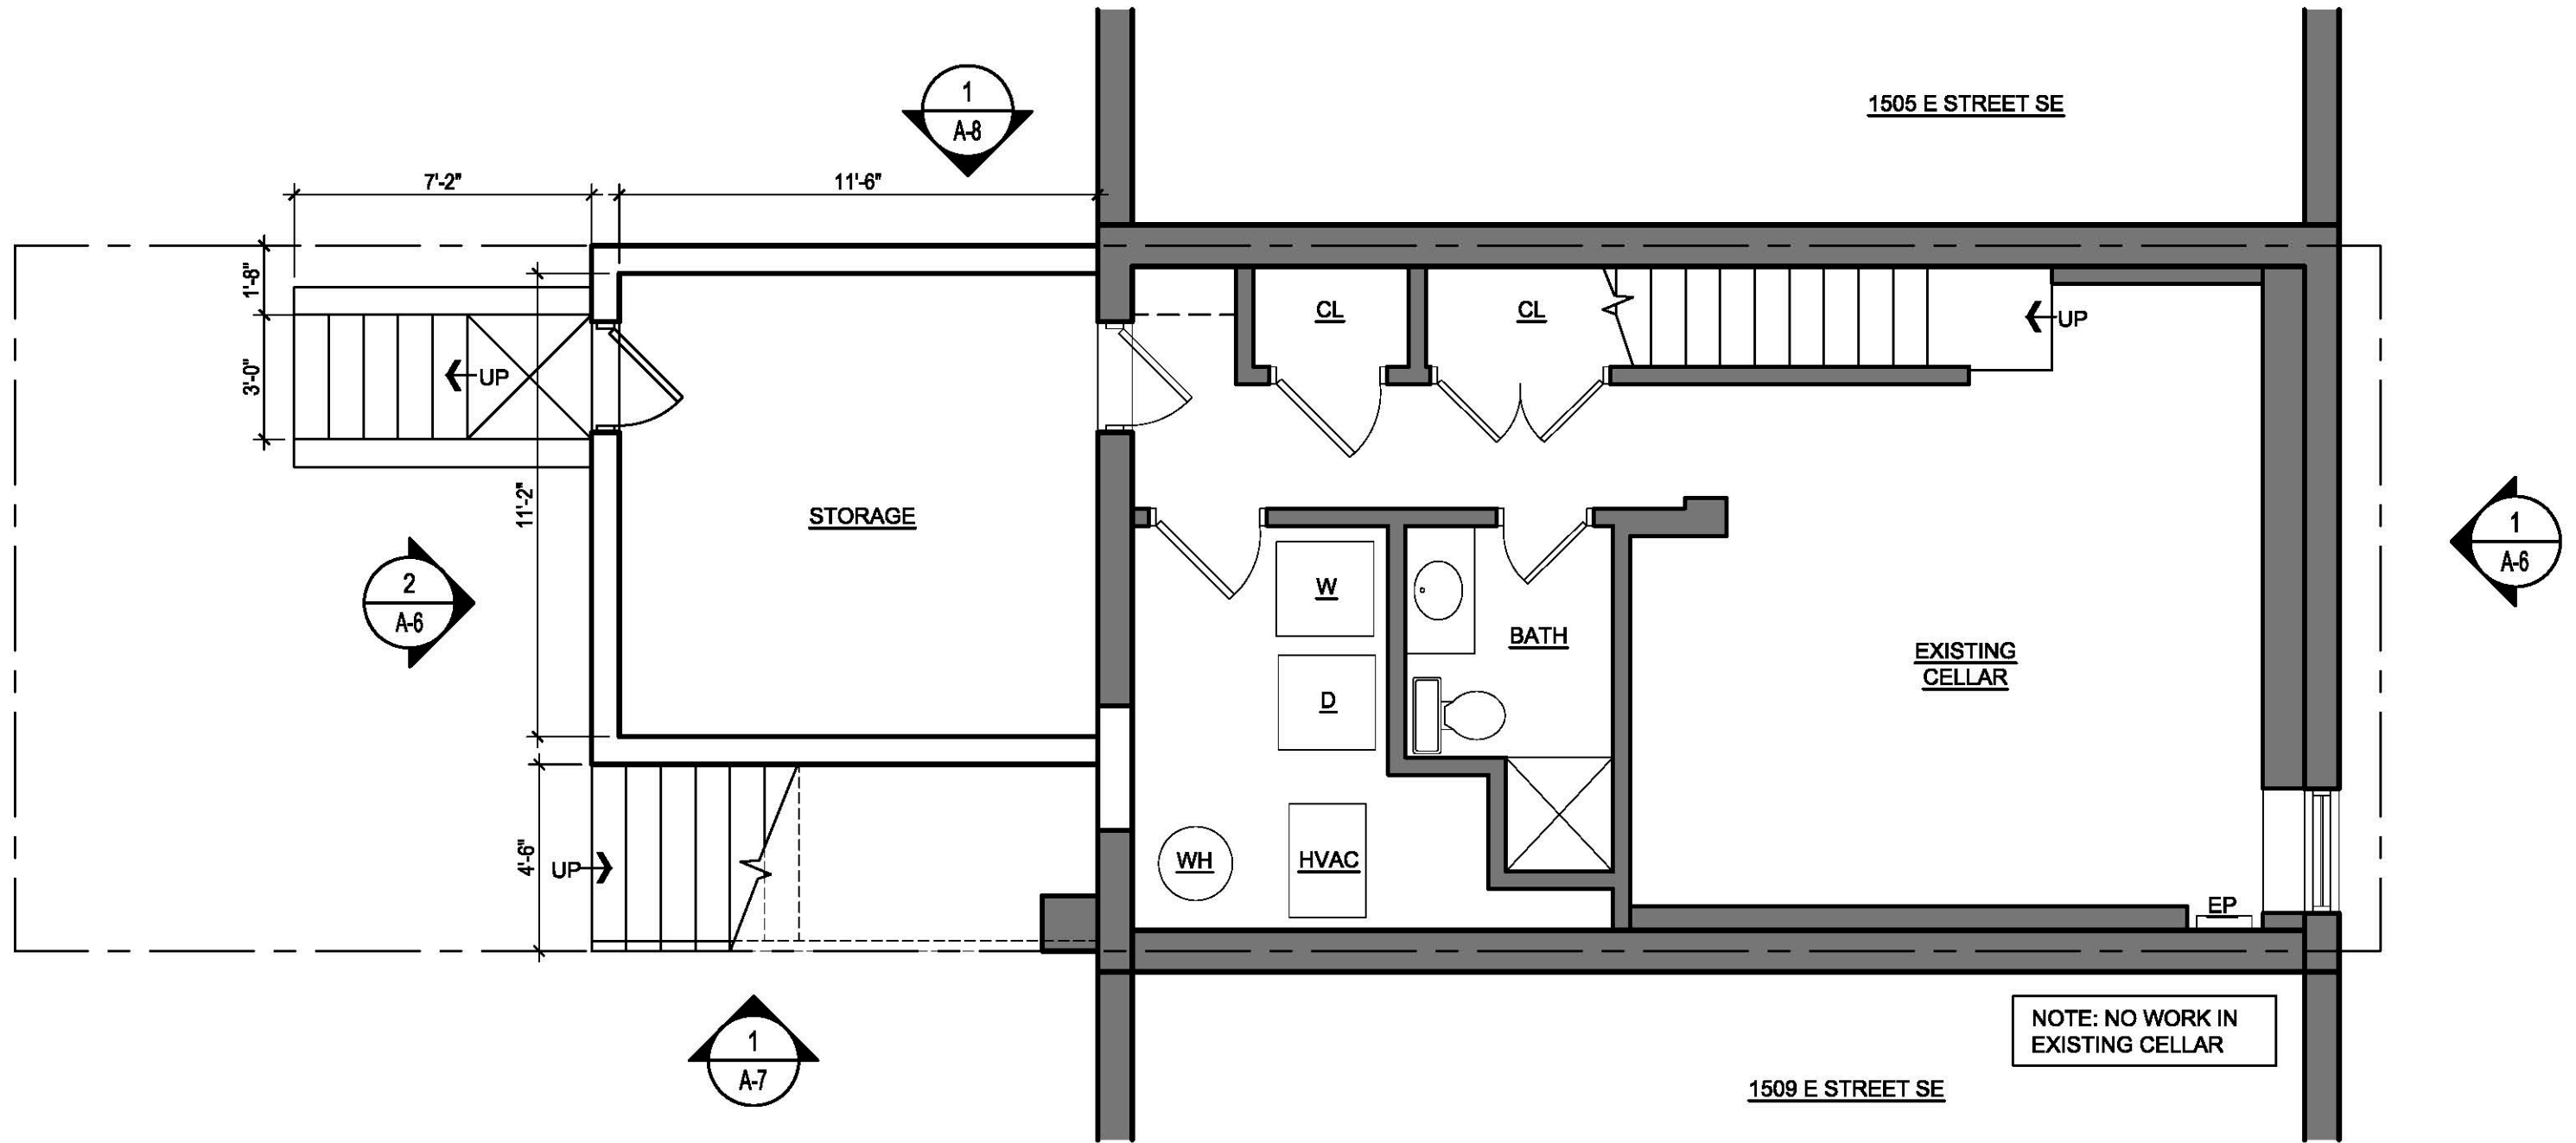 1
A-8
1505 E STREET SE
7'-2"
11'-6"
1'-8"
3'-0"
UP
CL
CL
UP
11'-2"
STORAGE
2
A-6
1
A-6
W
BATH
D
EXISTING
CELLAR
4'-6"
UP
WH
HVAC
EP
NOTE: NO WORK IN
EXISTING CELLAR
1
A-7
1509 E STREET SE